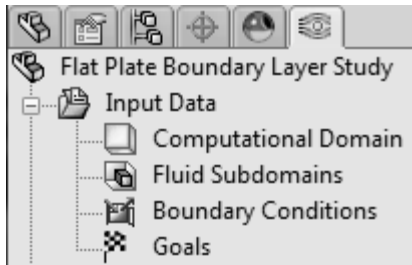 Flat Plate Boundary Layer Study
Input Data
Computational Domain
Fluid Subdomains
Boundary Conditions
Goals